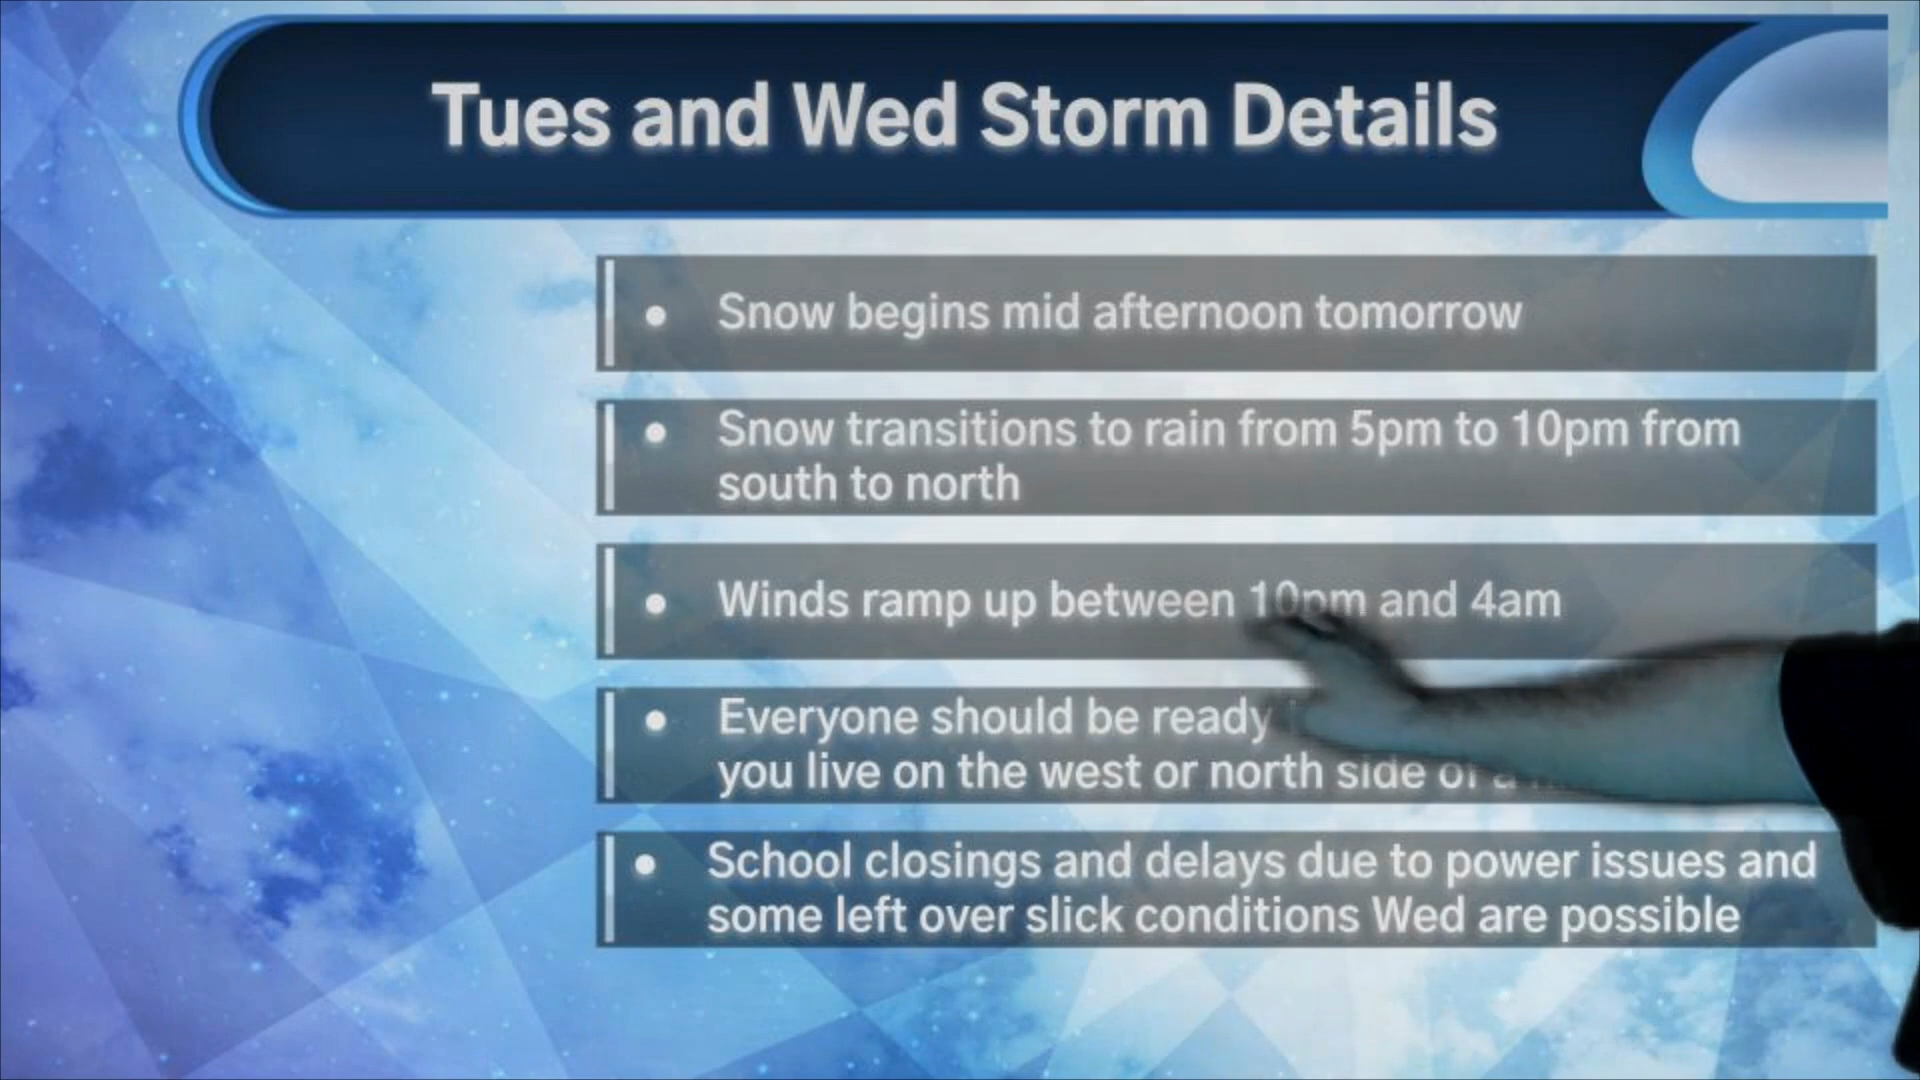 Tues and Wed Storm Details
• Snow begins mid afternoon tomorrow
• Snow transitions to rain from 5pm to 10pm from
south to north
• Winds ramp up between 10pm and 4am
• Everyone should be ready
you live on the west or north side of a
• School closings and delays due to power issues and
some left over slick conditions Wed are possible